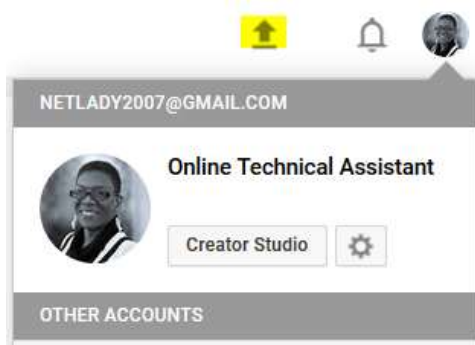 NETLADY2007@GMAIL.COM
Online Technical Assistant
Creator Studio
OTHER ACCOUNTS